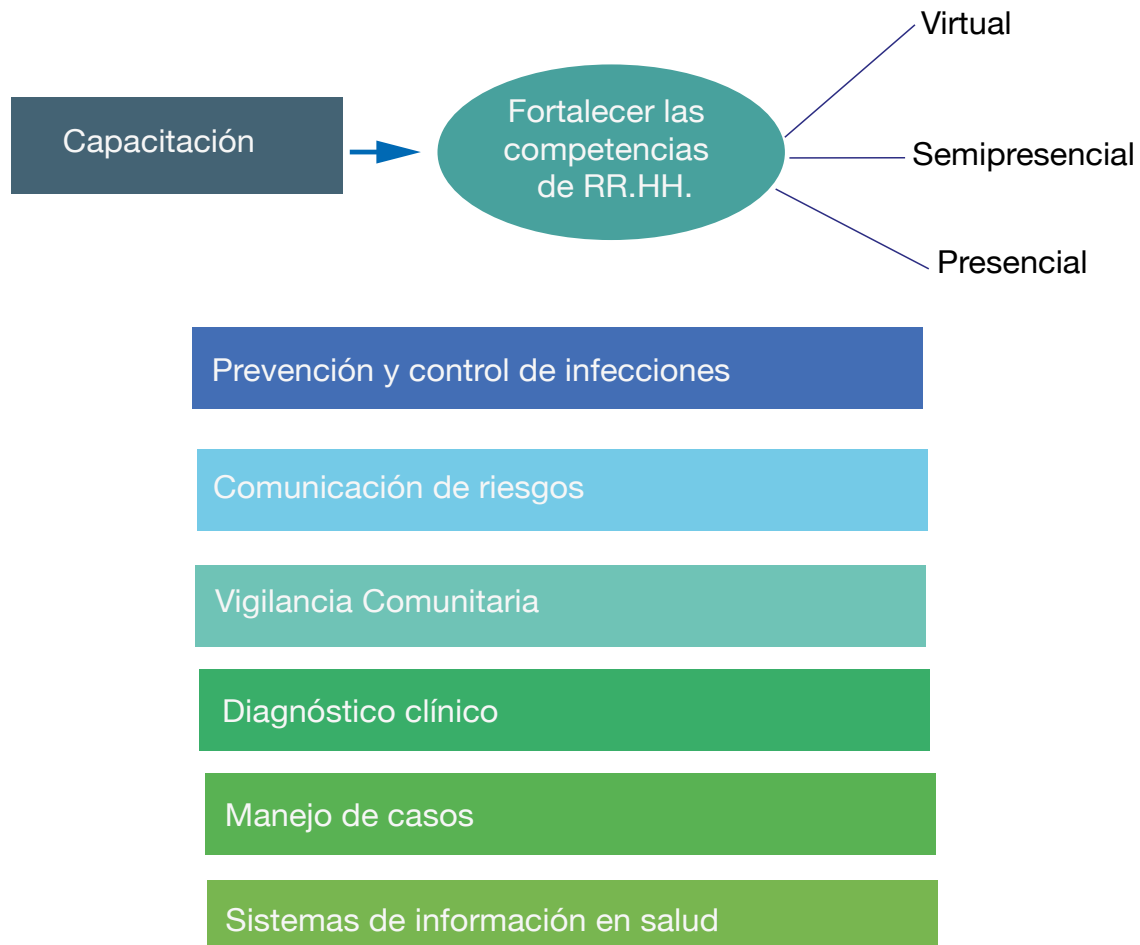 Virtual
Capacitación
Fortalecer las
competencias
de RR.HH.
Semipresencial
Presencial
Prevención y control de infecciones
Comunicación de riesgos
Vigilancia Comunitaria
Diagnóstico clínico
Manejo de casos
Sistemas de información en salud